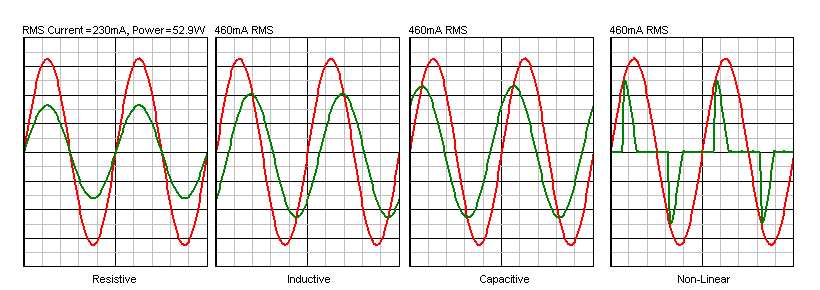 RMS Current=230mA, Power=52.9W
460mA RMS
460mA RMS
460mA RMS
Resistive
Inductive
Capacitive
Non-Linear